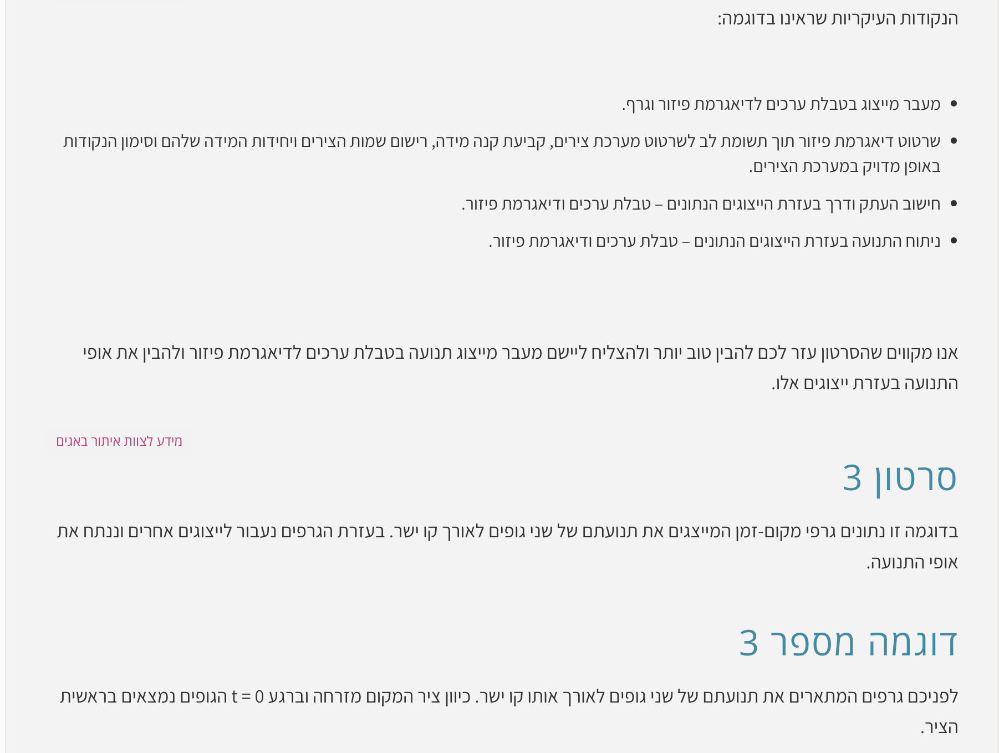 הנקודות העיקריות שראינו בדוגמה:
• מעבר מייצוג בטבלת ערכים לדיאגרמת פיזור וגרף.
• שרטוט דיאגרמת פיזור תוך תשומת לב לשרטוט מערכת צירים, קביעת קנה מידה, רישום שמות הצירים ויחידות המידה שלהם וסימון הנקודות
באופן מדויק במערכת הצירים.
• חישוב העתק ודרך בעזרת הייצוגים הנתונים – טבלת ערכים ודיאגרמת פיזור.
• ניתוח התנועה בעזרת הייצוגים הנתונים – טבלת ערכים ודיאגרמת פיזור.
אנו מקווים שהסרטון עזר לכם להבין טוב יותר ולהצליח ליישם מעבר מייצוג תנועה בטבלת ערכים לדיאגרמת פיזור ולהבין את אופי
התנועה בעזרת ייצוגים אלו.
מידע לצוות איתור באגים
סרטון 3
בדוגמה זו נתונים גרפי מקום-זמן המייצגים את תנועתם של שני גופים לאורך קו ישר. בעזרת הגרפים נעבור לייצוגים אחרים וננתח את
אופי התנועה.
דוגמה מספר 3
לפניכם גרפים המתארים את תנועתם של שני גופים לאורך אותו קו ישר. כיוון ציר המקום מזרחה וברגע t = 0 הגופים נמצאים בראשית
הציר.